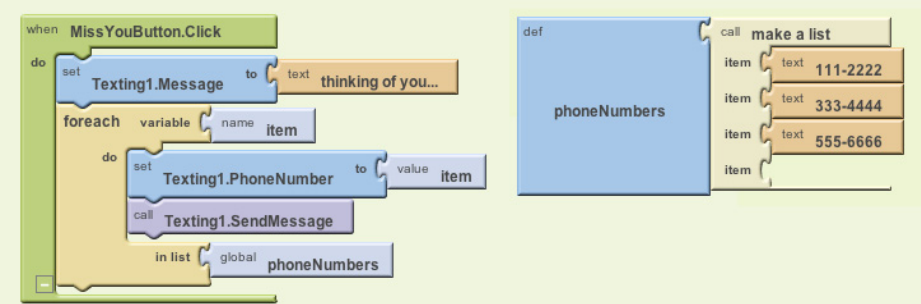 when MissYouButton.Click
do set Texting1.Message to text thinking of you...
foreach variable name item
do set Texting1.PhoneNumber to value item
call Texting1.SendMessage
in list global phoneNumbers
def phoneNumbers call make a list
item text 111-2222
item text 333-4444
item text 555-6666
item